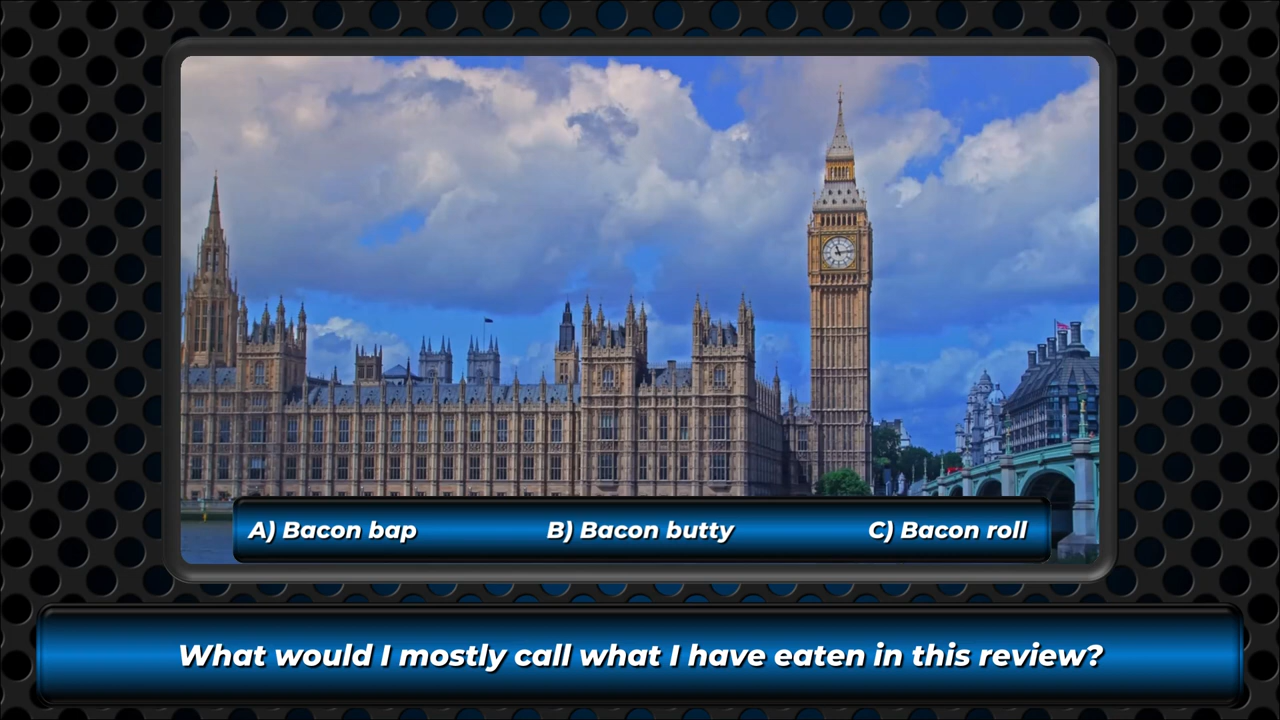 A) Bacon bap B) Bacon butty C) Bacon roll
What would I mostly call what I have eaten in this review?